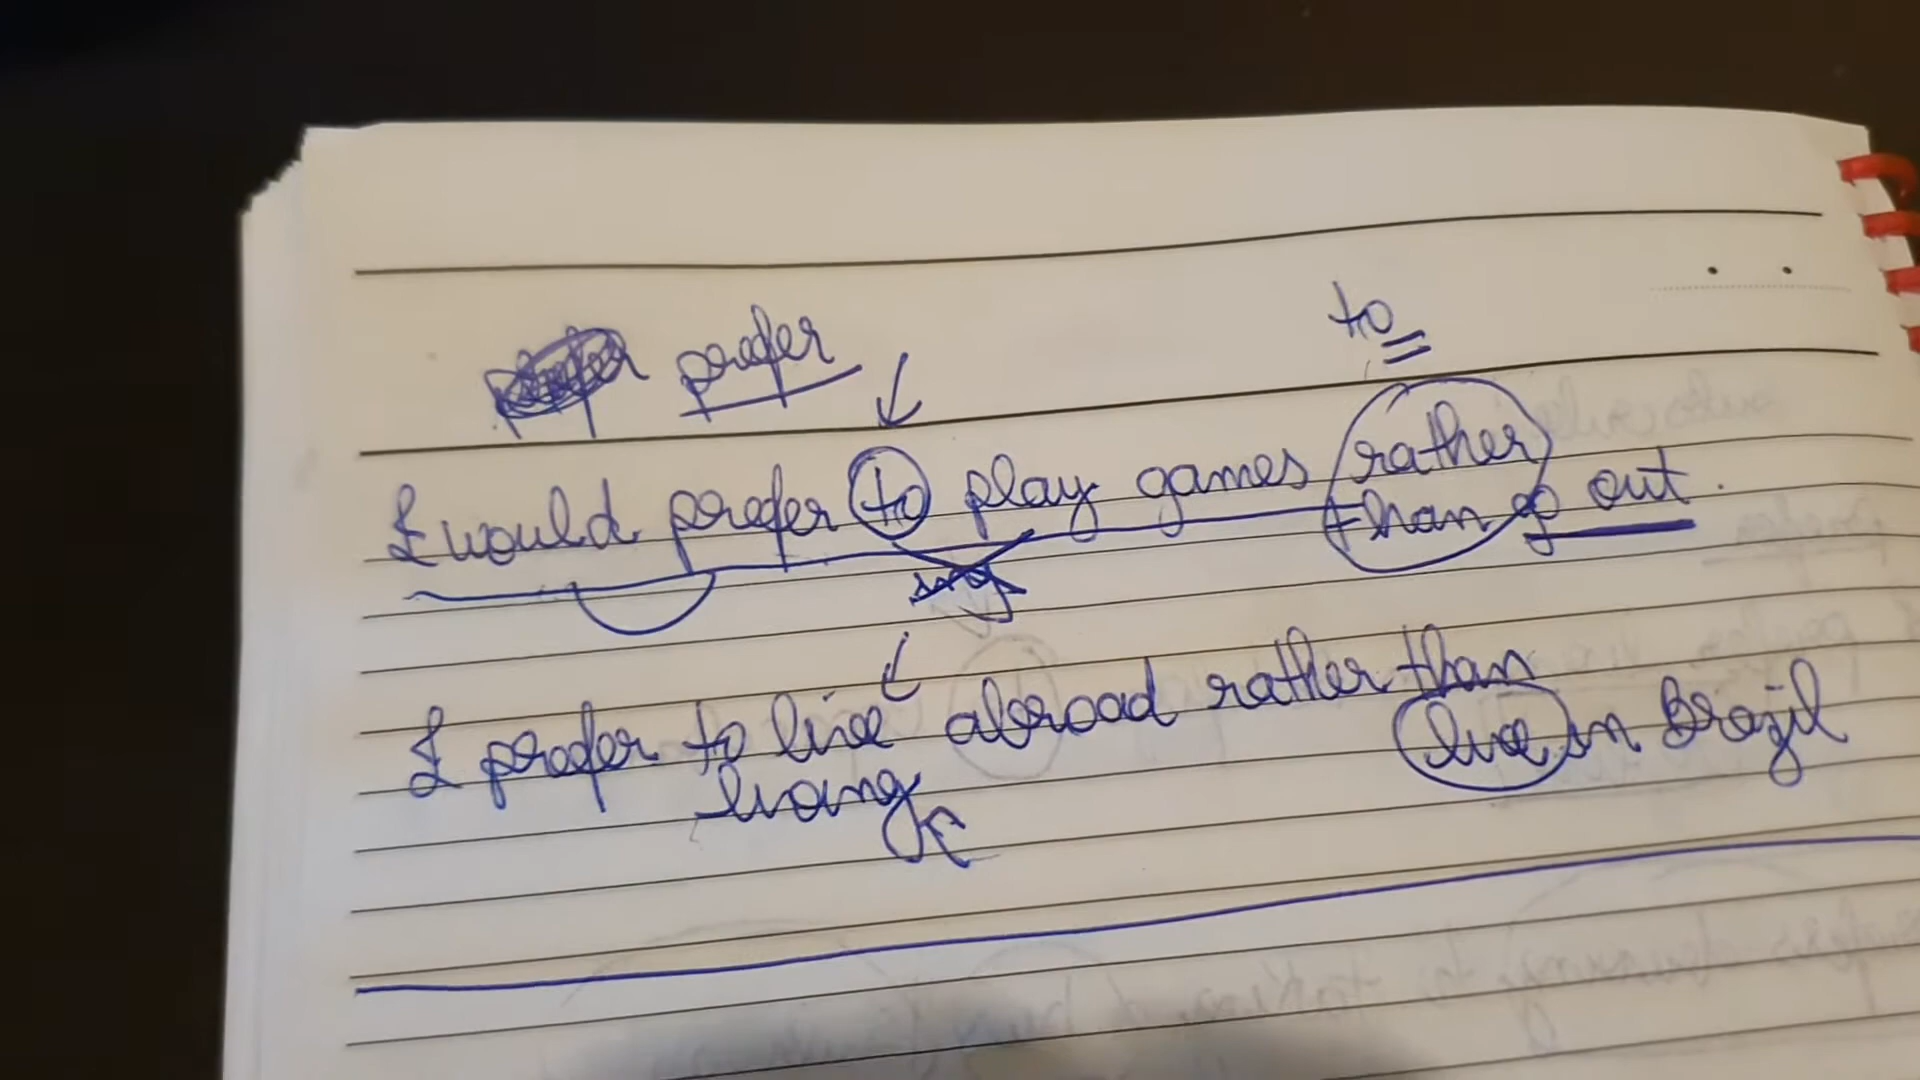 prefer to
I would prefer to play games rather
than go out.
I prefer to live abroad rather than
living live in Brazil